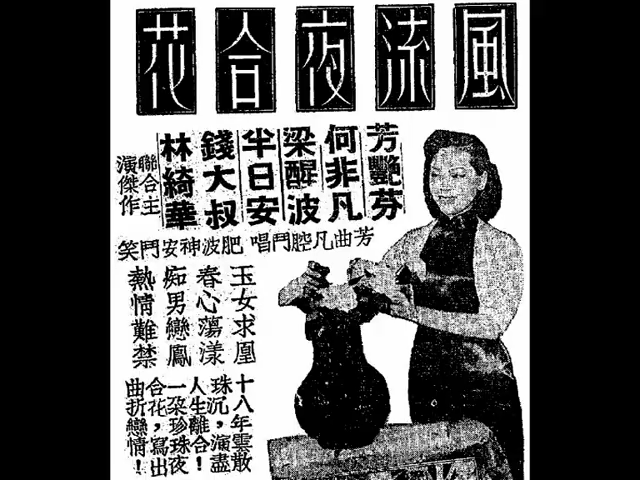 風流夜合花
芳艷芬
何非凡
梁醒波
半日安
錢大叔
林綺華
聯合主
演傑作
芳曲凡腔鬥唱
肥波神安鬥笑
玉女求凰
春心蕩漾
痴男戀鳳
熱情難禁
十八年雲散
珠沉，演盡
人生離合！
一朶珍珠夜
合花，寫出
曲折戀情！